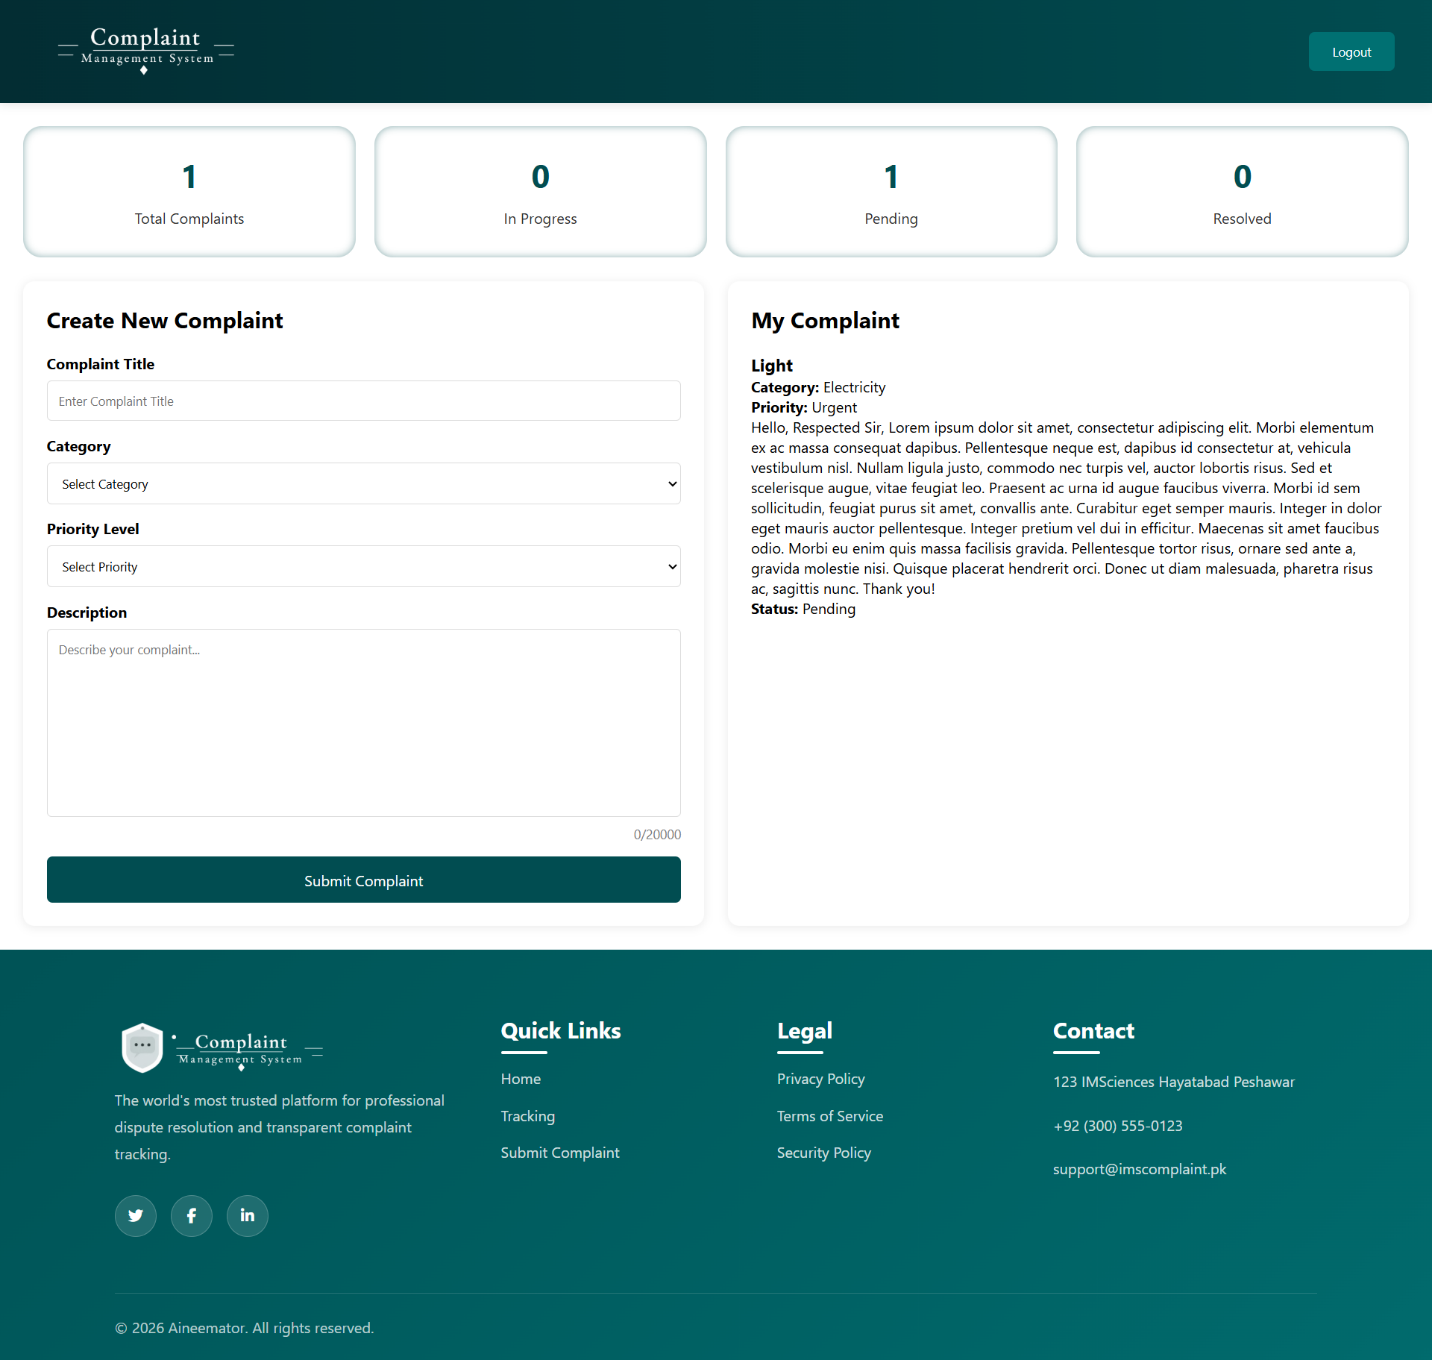 Complaint
Management System
Logout
1
Total Complaints
0
In Progress
1
Pending
0
Resolved
Create New Complaint
Complaint Title
Enter Complaint Title
Category
Select Category
Priority Level
Select Priority
Description
Describe your complaint...
0/20000
Submit Complaint
My Complaint
Light
Category: Electricity
Priority: Urgent
Hello, Respected Sir, Lorem ipsum dolor sit amet, consectetur adipiscing elit. Morbi elementum
ex ac massa consequat dapibus. Pellentesque neque est, dapibus id consectetur at, vehicula
vestibulum nisl. Nullam ligula justo, commodo nec turpis vel, auctor lobortis risus. Sed et
scelerisque augue, vitae feugiat leo. Praesent ac urna id augue faucibus viverra. Morbi id sem
sollicitudin, feugiat purus sit amet, convallis ante. Curabitur eget semper mauris. Integer in dolor
eget mauris auctor pellentesque. Integer pretium vel dui in efficitur. Maecenas sit amet faucibus
odio. Morbi eu enim quis massa facilisis gravida. Pellentesque tortor risus, ornare sed ante a,
gravida molestie nisi. Quisque placerat hendrerit orci. Donec ut diam malesuada, pharetra risus
ac, sagittis nunc. Thank you!
Status: Pending
Complaint
Management System
The world's most trusted platform for professional
dispute resolution and transparent complaint
tracking.
Quick Links
Home
Tracking
Submit Complaint
Legal
Privacy Policy
Terms of Service
Security Policy
Contact
123 IMSciences Hayatabad Peshawar
+92 (300) 555-0123
support@imscomplaint.pk
© 2026 Aineemator. All rights reserved.